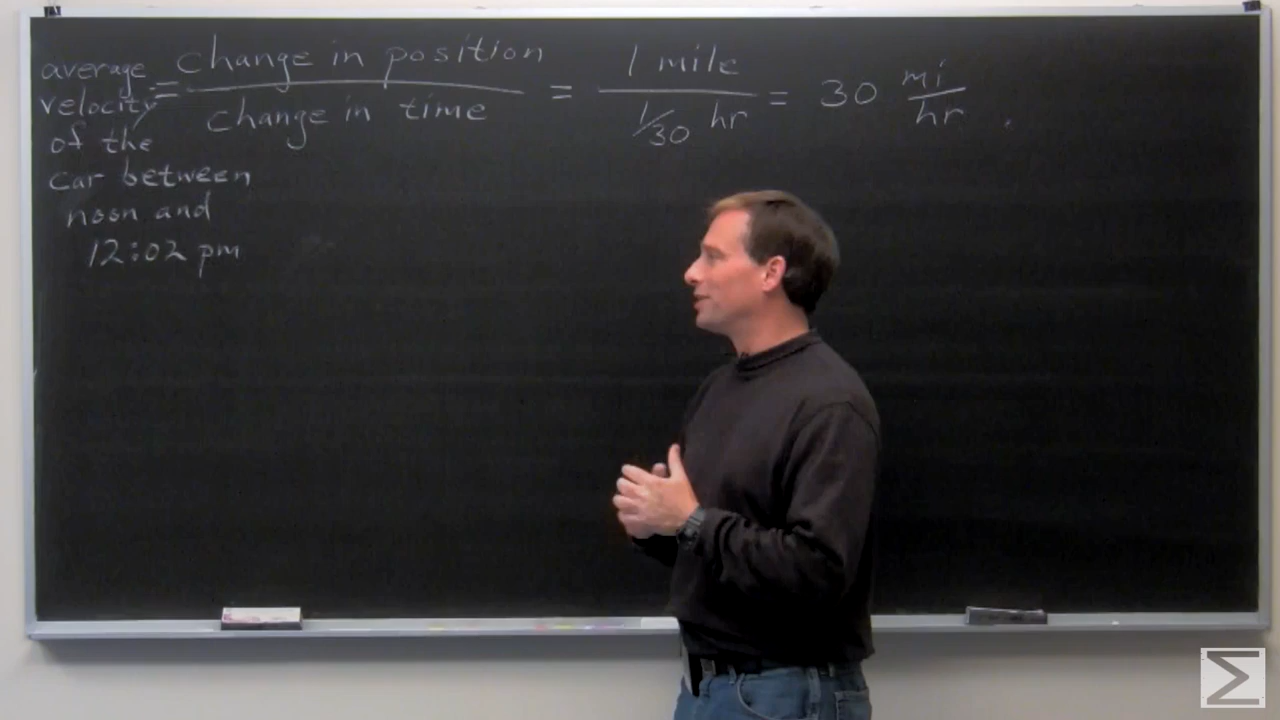 average velocity of the car between noon and 12:02 pm = change in position / change in time = 1 mile / 1/30 hr = 30 mi/hr .
Σ